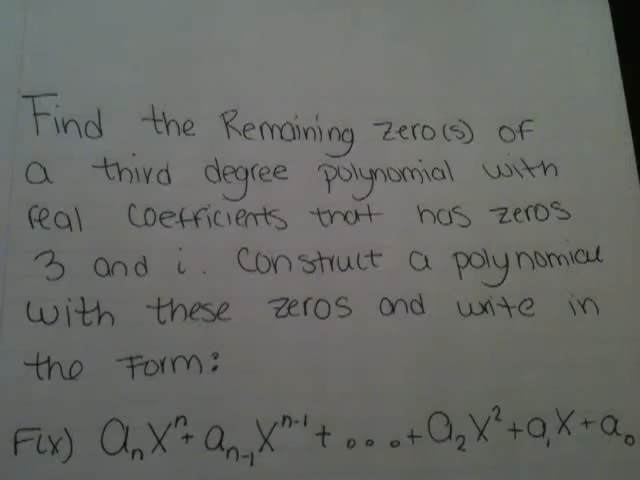 Find the Remaining zero(s) of
a third degree polynomial with
real coefficients that has zeros
3 and i. Construct a polynomial
with these zeros and write in
the Form:
F(x) aₙXⁿ + aₙ₋₁Xⁿ⁻¹ + .... + a₂X² + a₁X + a₀